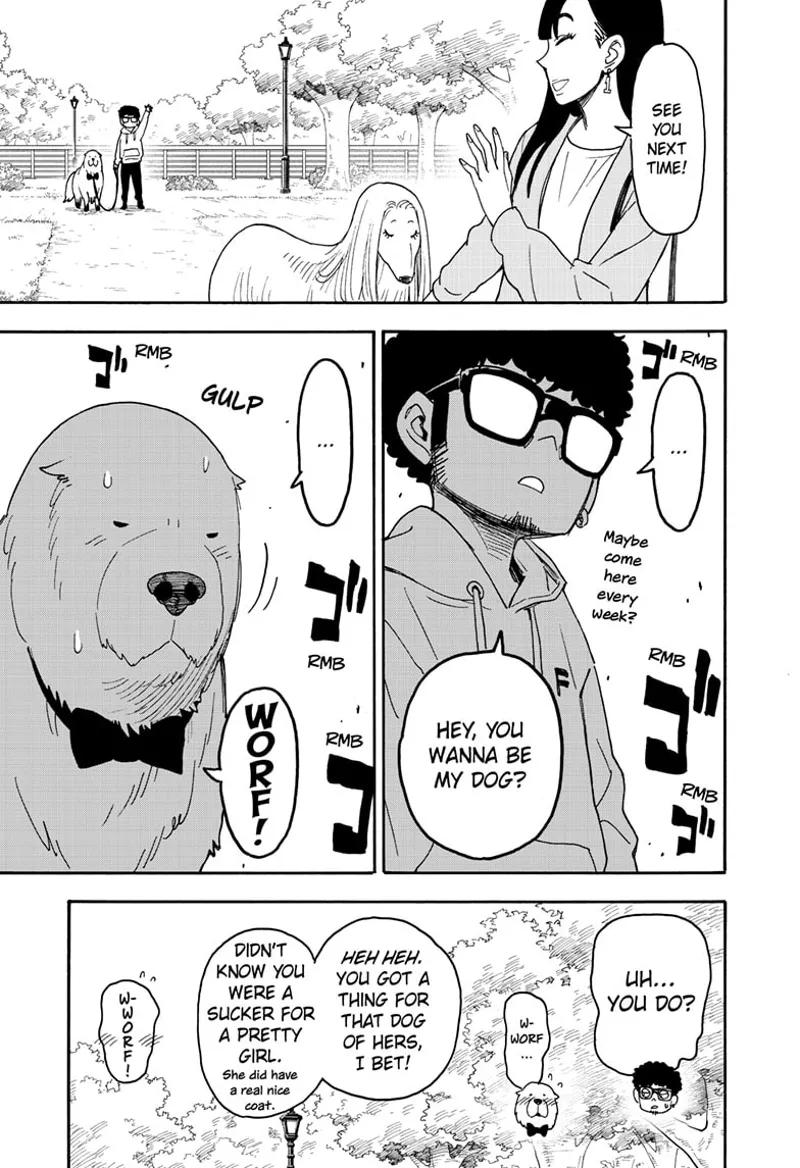 SEE
YOU
NEXT
TIME!
ゴ
RMB
...
Maybe
come
here
every
week?
HEY, YOU
WANNA BE
MY DOG?
F
RMB
ゴ
RMB
ゴ
ゴ
RMB
GULP
...
ゴ
RMB
WORF!
RMB
ゴ
UH...
YOU DO?
W-
WORF
...
HEH HEH.
YOU GOT A
THING FOR
THAT DOG
OF HERS,
I BET!
DIDN'T
KNOW YOU
WERE A
SUCKER FOR
A PRETTY
GIRL.
She did have
a real nice
coat.
W-
WORF!